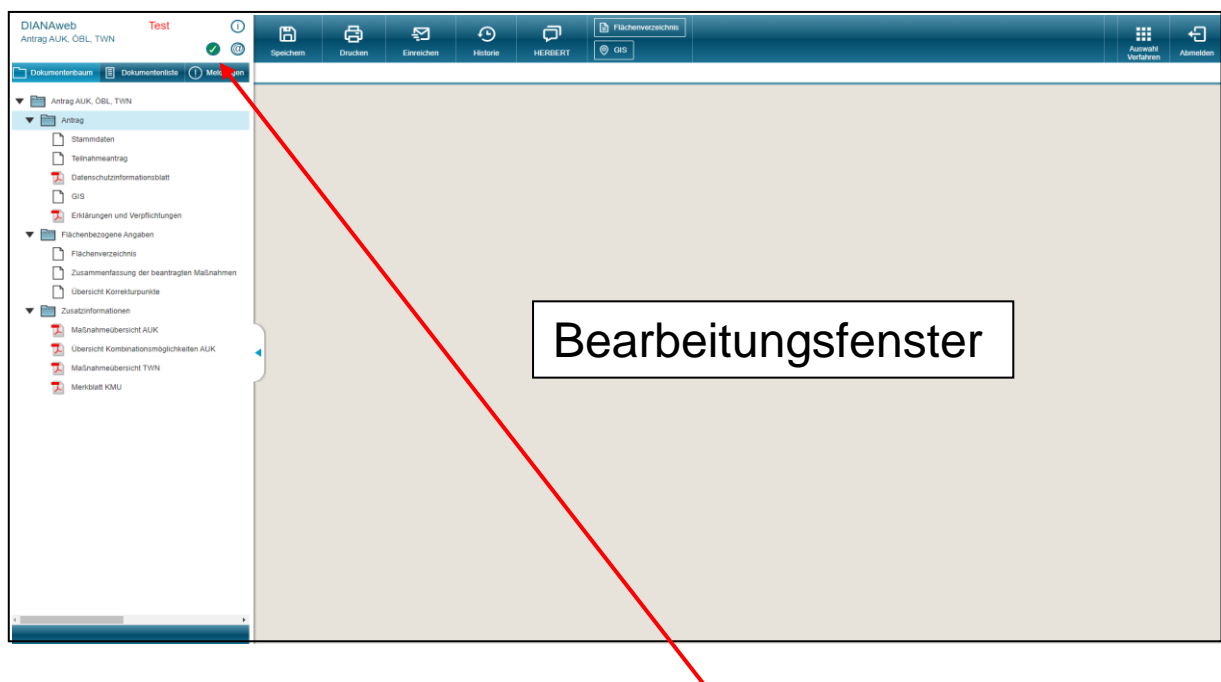 DIANAweb Test
Antrag AUK, ÖBL, TWN
Speichern
Drucken
Einreichen
Historie
HERBERT
Flächenverzeichnis
GIS
Auswahl
Verfahren
Abmelden
Dokumentenbaum
Dokumentenliste
Antrag AUK, ÖBL, TWN
Antrag
Stammdaten
Teilnahmeantrag
Datenschutzinformationsblatt
GIS
Erklärungen und Verpflichtungen
Flächenbezogene Angaben
Flächenverzeichnis
Zusammenfassung der beantragten Maßnahmen
Übersicht Korrekturpunkte
Zusatzinformationen
Maßnahmeübersicht AUK
Übersicht Kombinationsmöglichkeiten AUK
Maßnahmeübersicht TWN
Merkblatt KMU
Bearbeitungsfenster